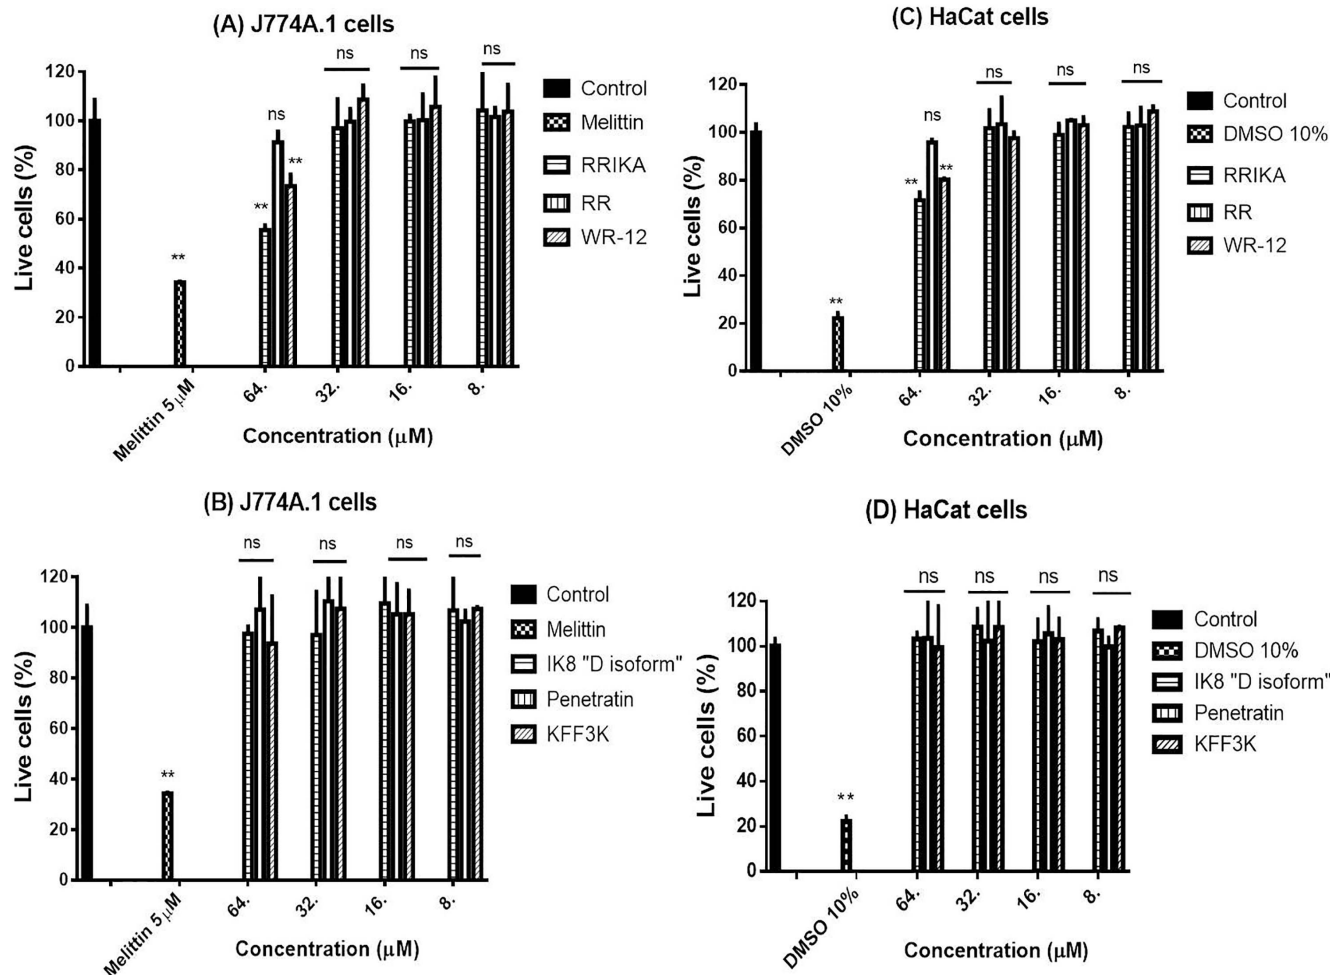 (A) J774A.1 cells
ns
ns
ns
120
100
80
60
40
20
0
Live cells (%)
**
**
ns
**
Control
Melittin
RRIKA
RR
WR-12
Melittin 5 μM
64.
32.
16.
8.
Concentration (μM)
(C) HaCat cells
ns
ns
ns
120
100
80
60
40
20
0
Live cells (%)
**
**
ns
**
Control
DMSO 10%
RRIKA
RR
WR-12
DMSO 10%
64.
32.
16.
8.
Concentration (μM)
(B) J774A.1 cells
ns
ns
ns
ns
120
100
80
60
40
20
0
Live cells (%)
**
Control
Melittin
IK8 "D isoform"
Penetratin
KFF3K
Melittin 5 μM
64.
32.
16.
8.
Concentration (μM)
(D) HaCat cells
ns
ns
ns
ns
120
100
80
60
40
20
0
Live cells (%)
**
Control
DMSO 10%
IK8 "D isoform"
Penetratin
KFF3K
DMSO 10%
64.
32.
16.
8.
Concentration (μM)